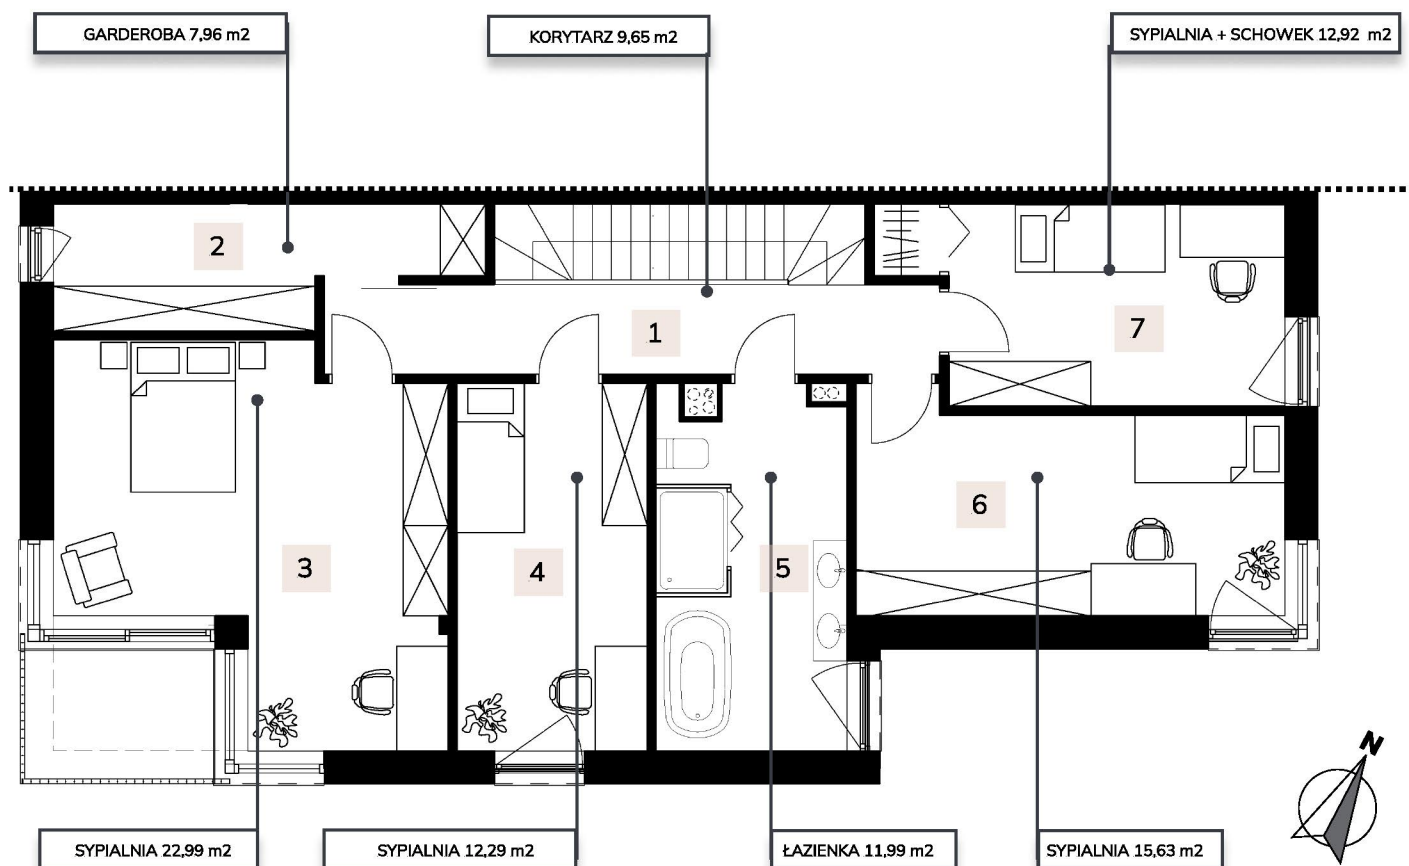 GARDEROBA 7,96 m2
KORYTARZ 9,65 m2
SYPIALNIA + SCHOWEK 12,92 m2
2
1
7
6
3
4
5
N
SYPIALNIA 22,99 m2
SYPIALNIA 12,29 m2
ŁAZIENKA 11,99 m2
SYPIALNIA 15,63 m2